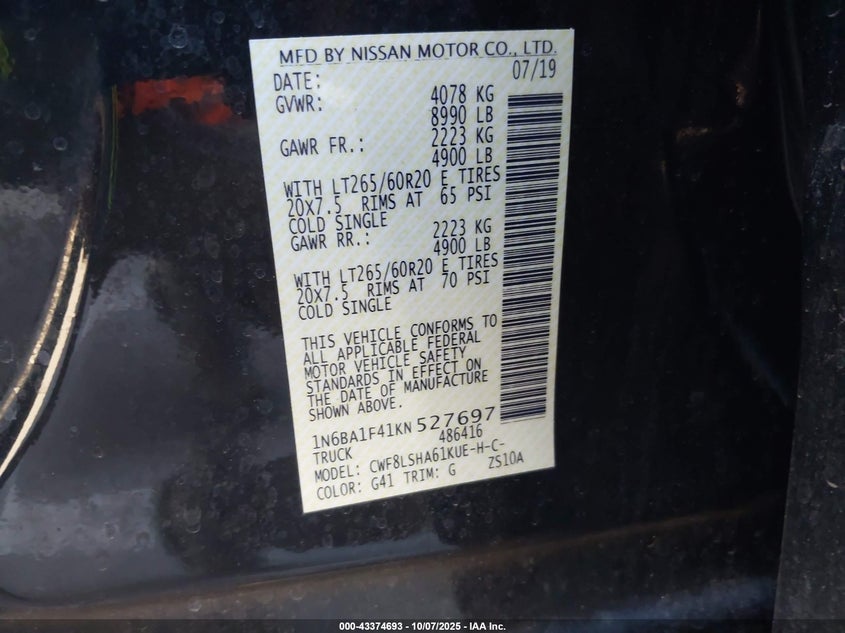 MFD BY NISSAN MOTOR CO., LTD.
DATE: 07/19
GVWR: 4078 KG
8990 LB
GAWR FR.: 2223 KG
4900 LB
WITH LT265/60R20 E TIRES
20X7.5 RIMS AT 65 PSI
COLD SINGLE
GAWR RR.: 2223 KG
4900 LB
WITH LT265/60R20 E TIRES
20X7.5 RIMS AT 70 PSI
COLD SINGLE
THIS VEHICLE CONFORMS TO
ALL APPLICABLE FEDERAL
MOTOR VEHICLE SAFETY
STANDARDS IN EFFECT ON
THE DATE OF MANUFACTURE
SHOWN ABOVE.
1N6BA1F41KN527697
TRUCK 486416
MODEL: CWF8LSHA61KUE-H-C-
COLOR: G41 TRIM: G ZS10A
000-43374693 - 10/07/2025 - IAA Inc.